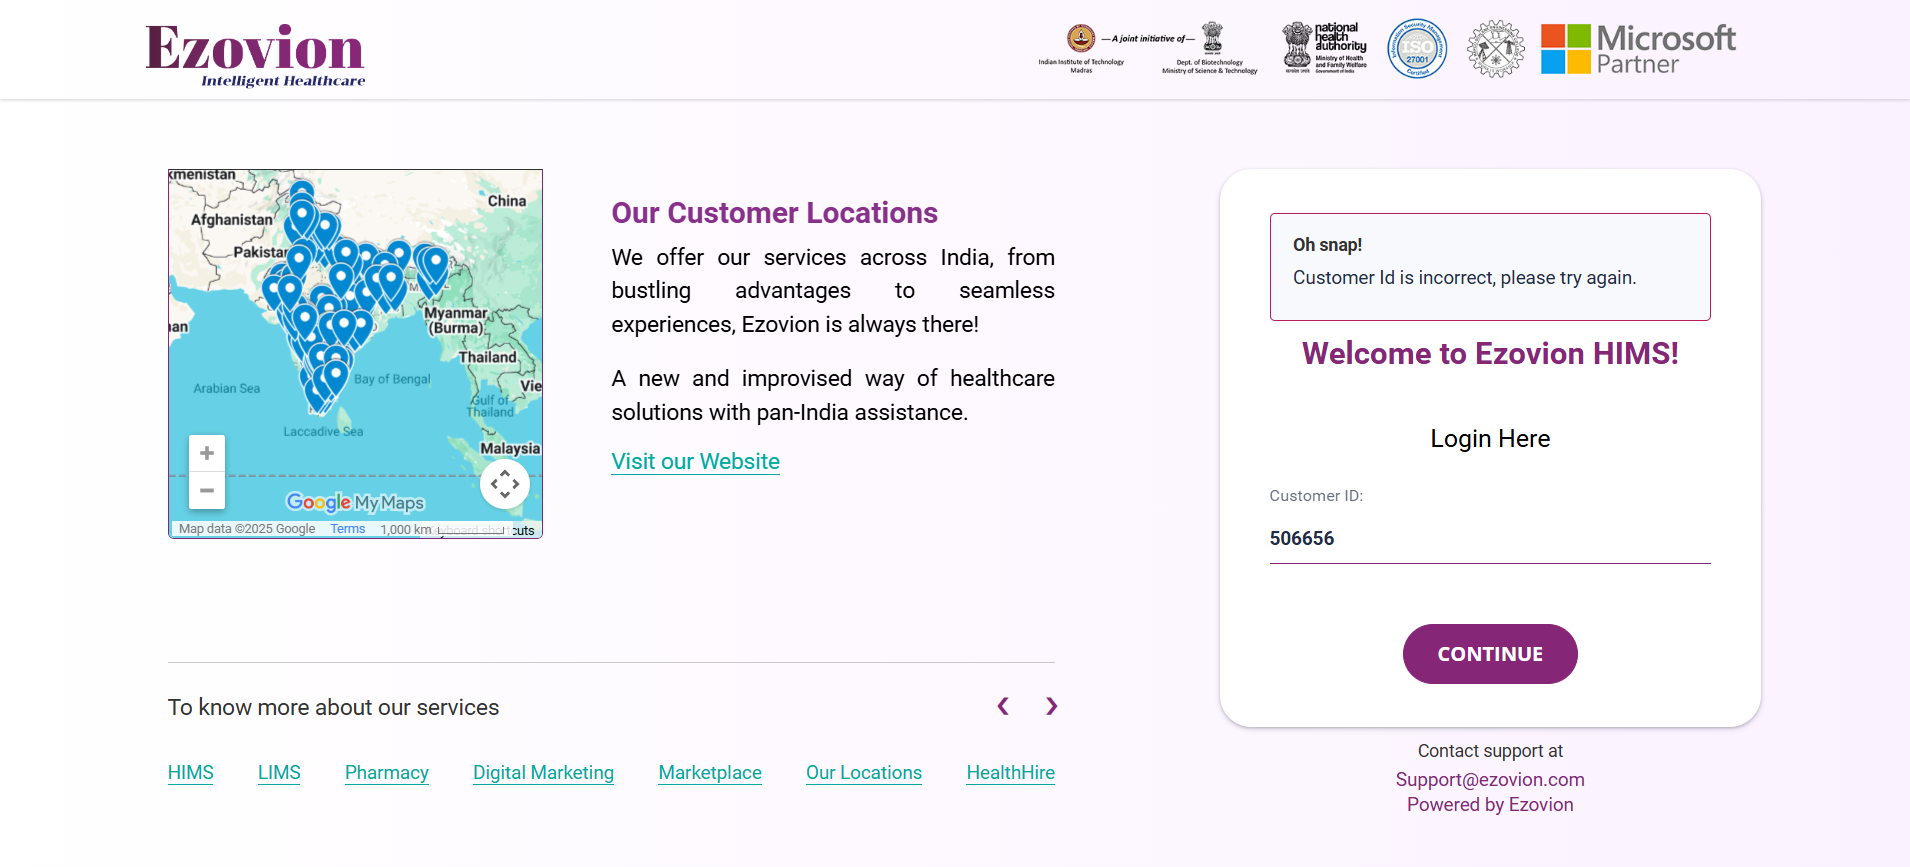 Ezovion
Intelligent Healthcare
Indian Institute of Technology
Madras
A joint initiative of
Dept. of Biotechnology
Ministry of Science & Technology
national
health
authority
Ministry of Health
and Family Welfare
Government of India
Information Security Management
ISO
27001
Certified
Microsoft
Partner
kmenistan
China
Afghanistan
Pakistan
Myanmar
(Burma)
Thailand
Vie
Arabian Sea
Bay of Bengal
Gulf of
Thailand
Laccadive Sea
Malaysia
Google My Maps
Map data ©2025 Google
Terms
1,000 km
Our Customer Locations
We offer our services across India, from
bustling advantages to seamless
experiences, Ezovion is always there!
A new and improvised way of healthcare
solutions with pan-India assistance.
Visit our Website
To know more about our services
HIMS
LIMS
Pharmacy
Digital Marketing
Marketplace
Our Locations
HealthHire
Oh snap!
Customer Id is incorrect, please try again.
Welcome to Ezovion HIMS!
Login Here
Customer ID:
506656
CONTINUE
Contact support at
Support@ezovion.com
Powered by Ezovion